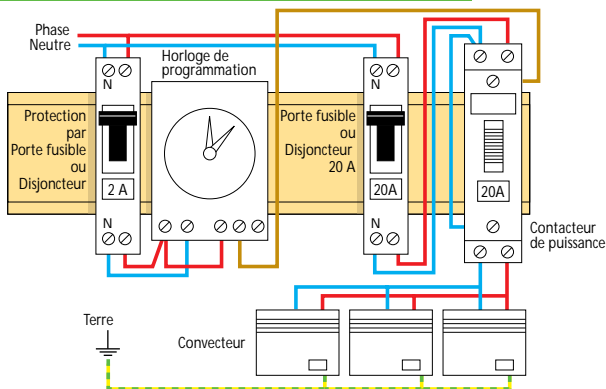 Phase
Neutre
N
Horloge de
programmation
N
Protection
par
Porte fusible
ou
Disjoncteur
2 A
Porte fusible
ou
Disjoncteur
20 A
20A
20A
N
N
Contacteur
de puissance
Terre
Convecteur